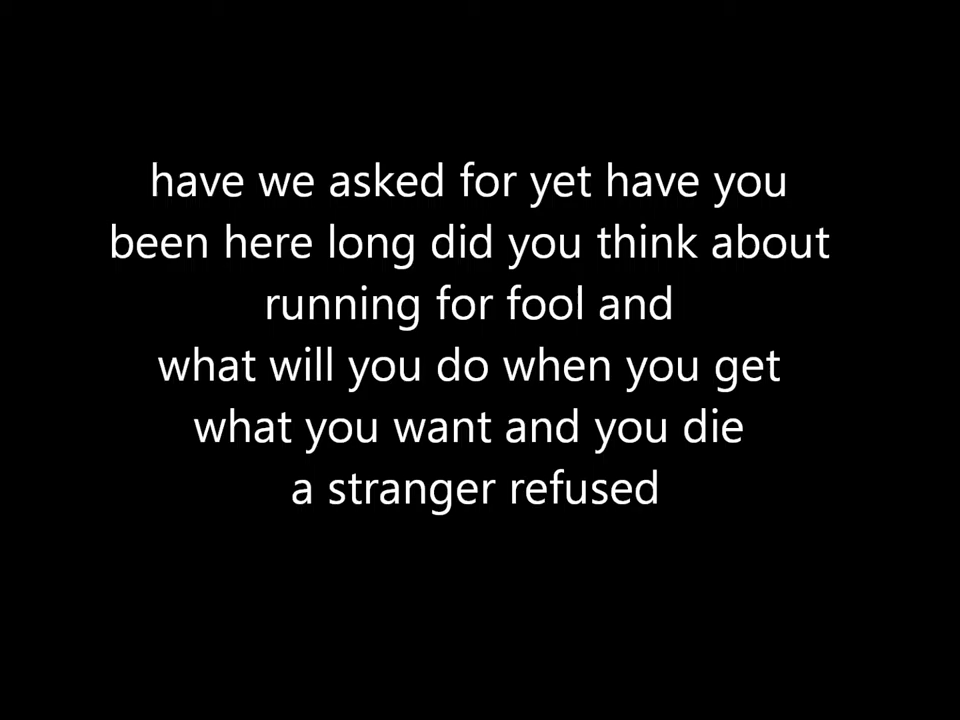 have we asked for yet have you
been here long did you think about
running for fool and
what will you do when you get
what you want and you die
a stranger refused